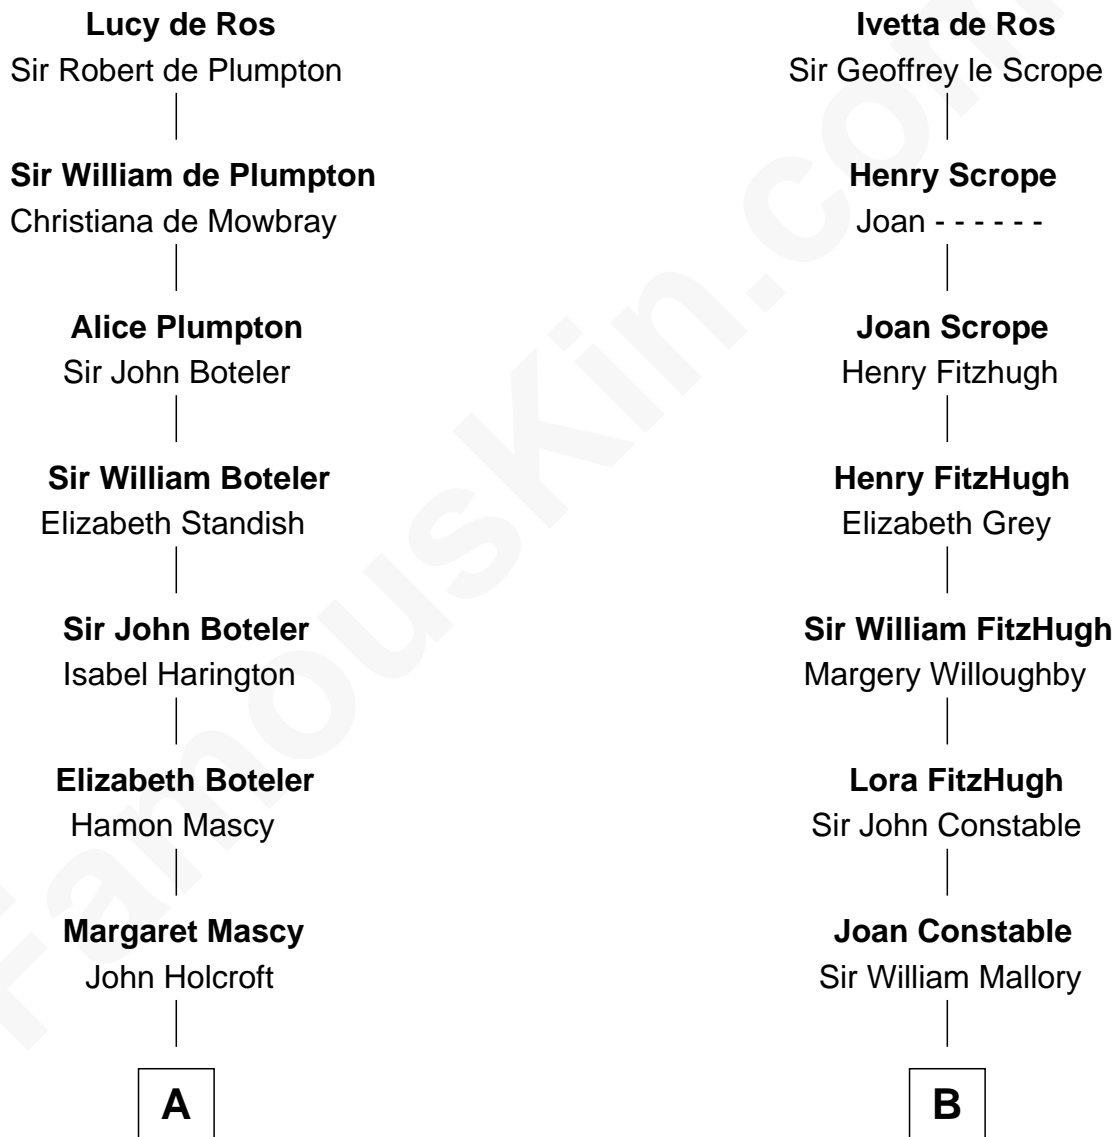 Lucy de Ros
Sir Robert de Plumpton
Sir William de Plumpton
Christiana de Mowbray
Alice Plumpton
Sir John Boteler
Sir William Boteler
Elizabeth Standish
Sir John Boteler
Isabel Harington
Elizabeth Boteler
Hamon Mascy
Margaret Mascy
John Holcroft
A
Ivetta de Ros
Sir Geoffrey le Scrope
Henry Scrope
Joan - - - - - -
Joan Scrope
Henry Fitzhugh
Henry FitzHugh
Elizabeth Grey
Sir William FitzHugh
Margery Willoughby
Lora FitzHugh
Sir John Constable
Joan Constable
Sir William Mallory
B
FamousKin.com